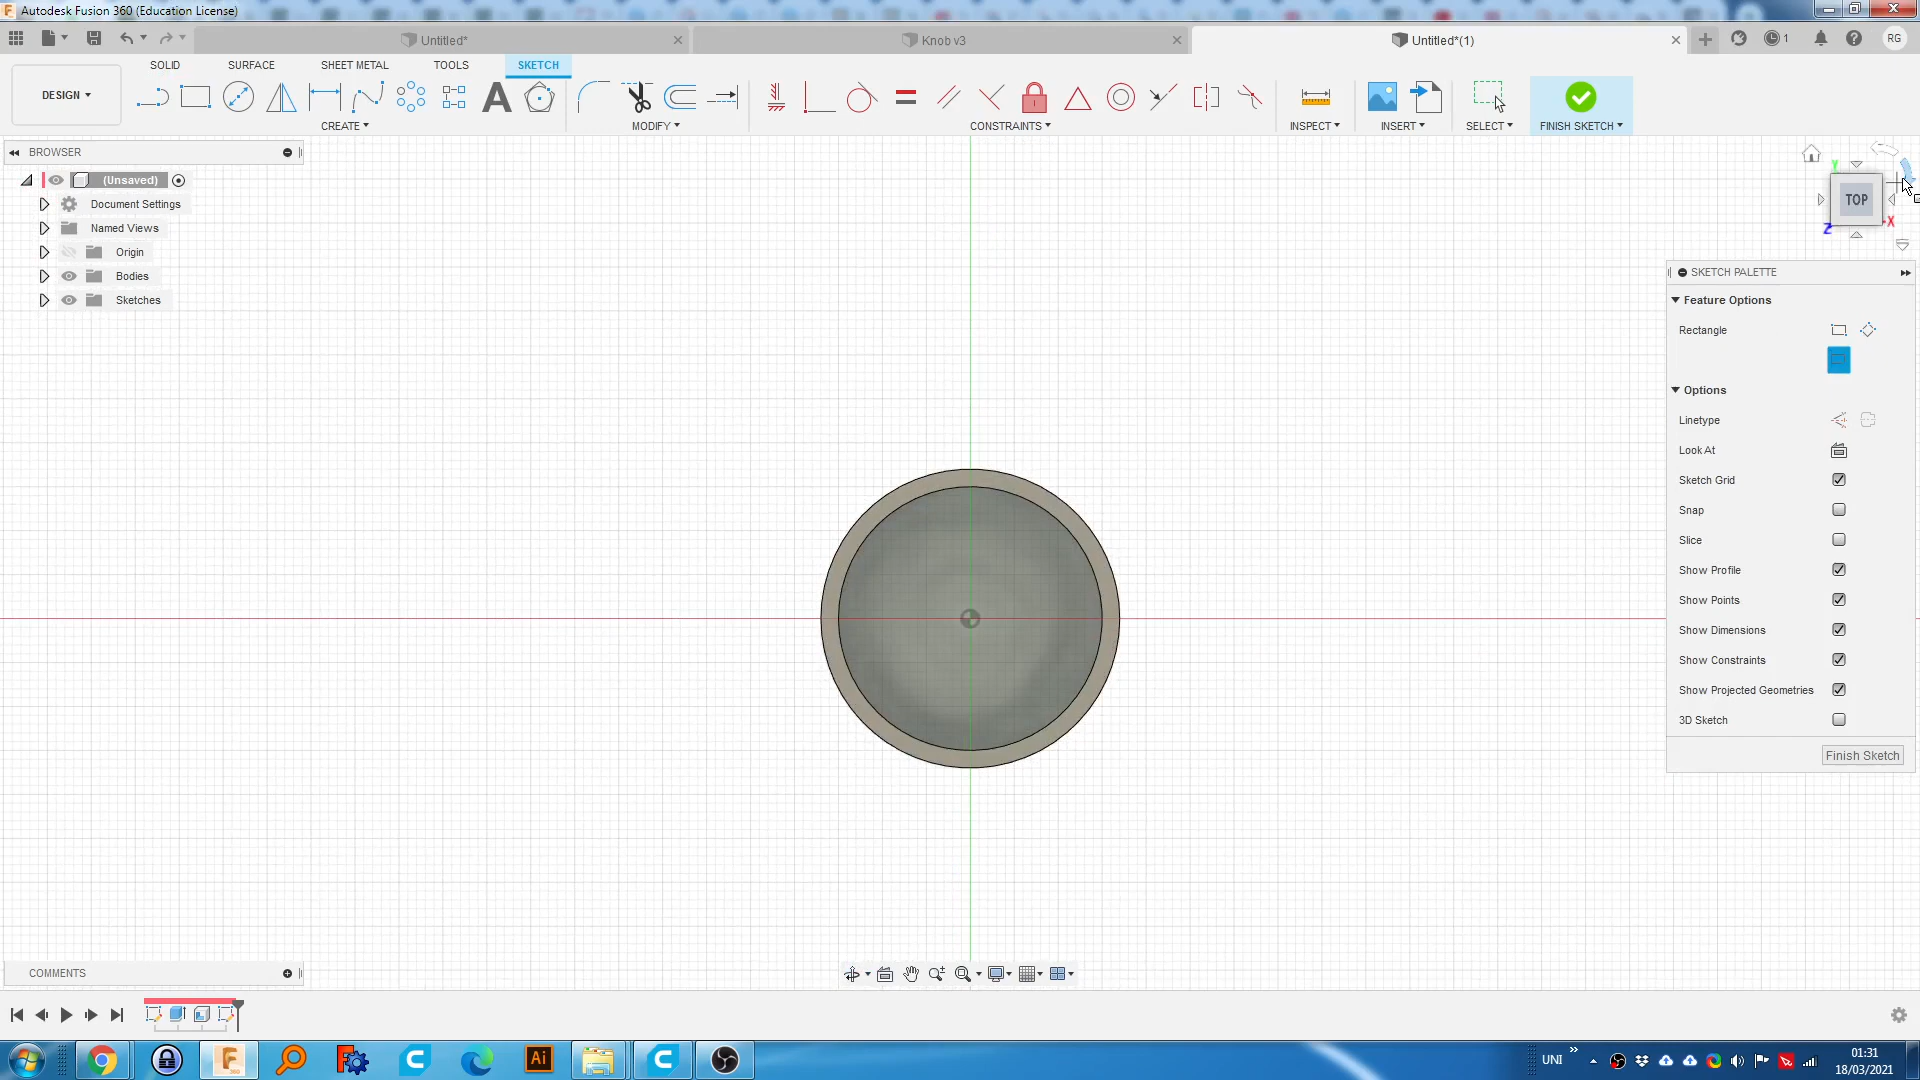 Autodesk Fusion 360 (Education License)
Untitled*
Knob v3
Untitled*(1)
1
RG
DESIGN
SOLID
SURFACE
SHEET METAL
TOOLS
SKETCH
CREATE
MODIFY
CONSTRAINTS
INSPECT
INSERT
SELECT
FINISH SKETCH
BROWSER
(Unsaved)
Document Settings
Named Views
Origin
Bodies
Sketches
Y
TOP
X
Z
SKETCH PALETTE
Feature Options
Rectangle
Options
Linetype
Look At
Sketch Grid
Snap
Slice
Show Profile
Show Points
Show Dimensions
Show Constraints
Show Projected Geometries
3D Sketch
Finish Sketch
COMMENTS
Ai
UNI
01:31
18/03/2021